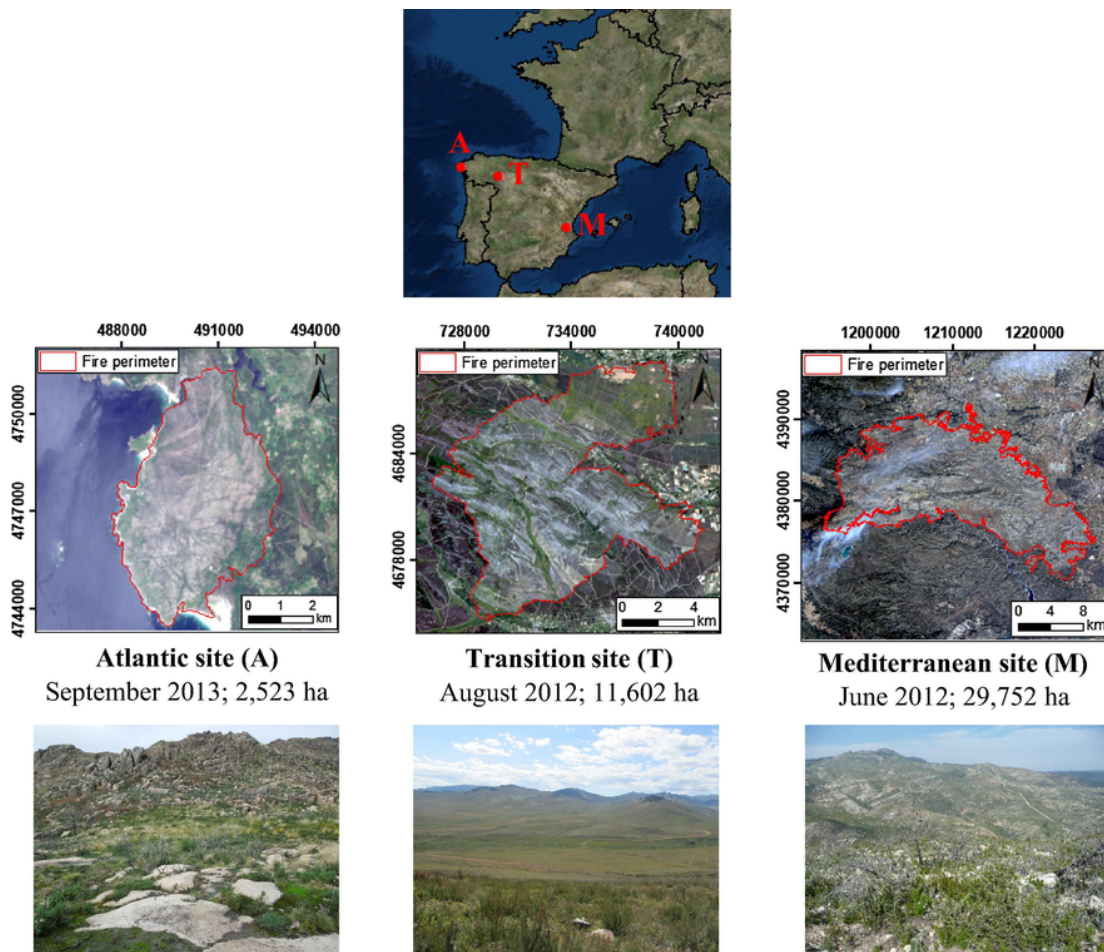 A
T
M
488000 491000 494000
728000 734000 740000
1200000 1210000 1220000
Fire perimeter
N
4750000
4747000
4744000
0 1 2
km
Fire perimeter
N
4684000
4678000
0 2 4
km
Fire perimeter
N
4390000
4380000
4370000
0 4 8
km
Atlantic site (A)
September 2013; 2,523 ha
Transition site (T)
August 2012; 11,602 ha
Mediterranean site (M)
June 2012; 29,752 ha